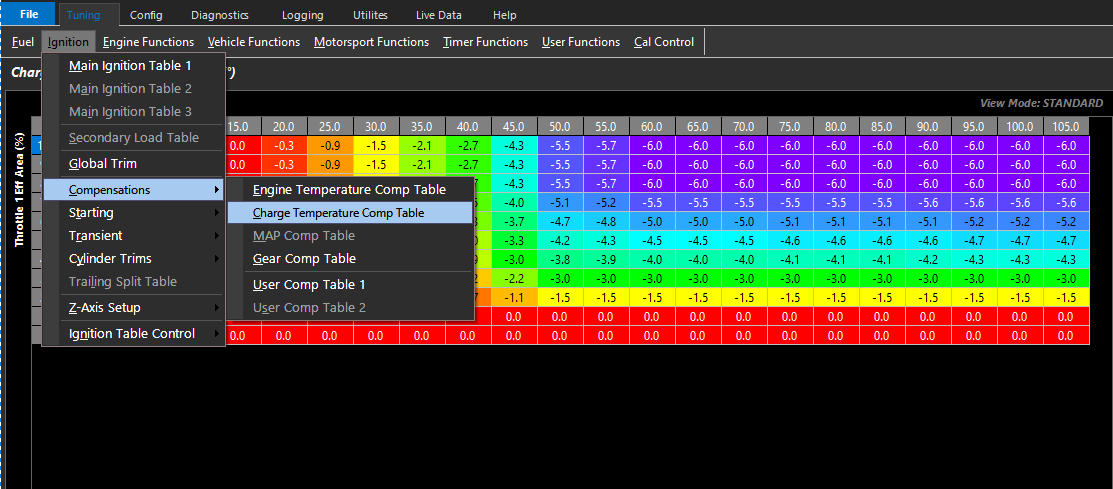 File Tuning Config Diagnostics Logging Utilites Live Data Help
Fuel Ignition Engine Functions Vehicle Functions Motorsport Functions Timer Functions User Functions Cal Control
Charg °)
View Mode: STANDARD
Main Ignition Table 1
Main Ignition Table 2
Main Ignition Table 3
Secondary Load Table
Global Trim
Compensations
Starting
Transient
Cylinder Trims
Trailing Split Table
Z-Axis Setup
Ignition Table Control
Engine Temperature Comp Table
Charge Temperature Comp Table
MAP Comp Table
Gear Comp Table
User Comp Table 1
User Comp Table 2
Throttle 1 Eff Area (%)
15.0 20.0 25.0 30.0 35.0 40.0 45.0 50.0 55.0 60.0 65.0 70.0 75.0 80.0 85.0 90.0 95.0 100.0 105.0
0.0 -0.3 -0.9 -1.5 -2.1 -2.7 -4.3 -5.5 -5.7 -6.0 -6.0 -6.0 -6.0 -6.0 -6.0 -6.0 -6.0 -6.0 -6.0
0.0 -0.3 -0.9 -1.5 -2.1 -2.7 -4.3 -5.5 -5.7 -6.0 -6.0 -6.0 -6.0 -6.0 -6.0 -6.0 -6.0 -6.0 -6.0
-4.3 -5.5 -5.7 -6.0 -6.0 -6.0 -6.0 -6.0 -6.0 -6.0 -6.0 -6.0 -6.0
-4.0 -5.1 -5.2 -5.5 -5.5 -5.5 -5.6 -5.6 -5.6 -5.6 -5.6 -5.6 -5.6
-3.7 -4.7 -4.8 -5.0 -5.0 -5.0 -5.1 -5.1 -5.1 -5.1 -5.2 -5.2 -5.2
-3.3 -4.2 -4.3 -4.5 -4.5 -4.5 -4.6 -4.6 -4.6 -4.6 -4.7 -4.7 -4.7
-3.0 -3.8 -3.9 -4.0 -4.0 -4.0 -4.1 -4.1 -4.1 -4.2 -4.3 -4.3 -4.3
-2.2 -3.0 -3.0 -3.0 -3.0 -3.0 -3.0 -3.0 -3.0 -3.0 -3.0 -3.0 -3.0
-1.1 -1.5 -1.5 -1.5 -1.5 -1.5 -1.5 -1.5 -1.5 -1.5 -1.5 -1.5 -1.5
0.0 0.0 0.0 0.0 0.0 0.0 0.0 0.0 0.0 0.0 0.0 0.0 0.0
0.0 0.0 0.0 0.0 0.0 0.0 0.0 0.0 0.0 0.0 0.0 0.0 0.0 0.0 0.0 0.0 0.0 0.0 0.0